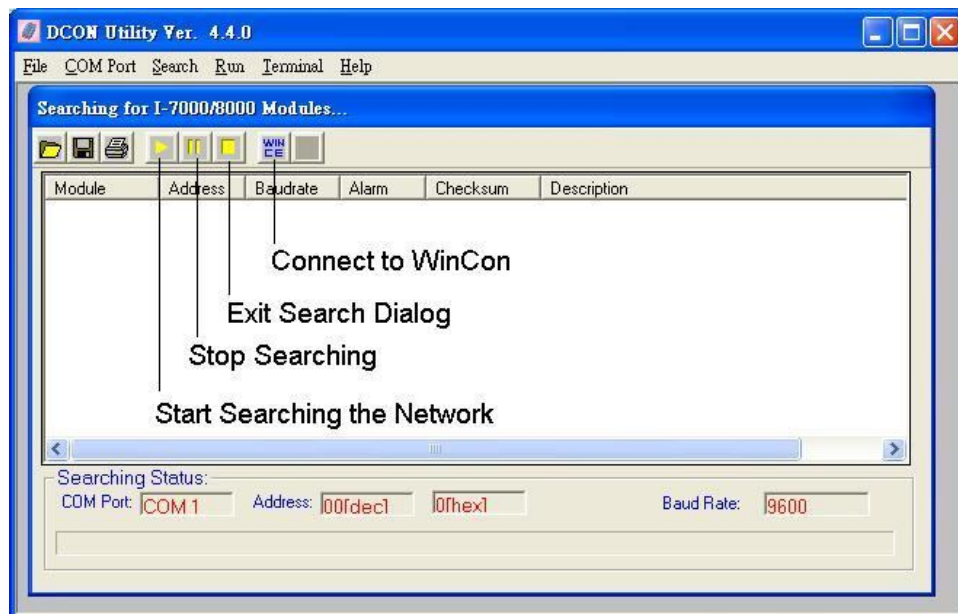 DCON Utility Ver. 4.4.0
File COM Port Search Run Terminal Help
Searching for I-7000/8000 Modules...
WIN CE
Module Address Baudrate Alarm Checksum Description
Connect to WinCon
Exit Search Dialog
Stop Searching
Start Searching the Network
Searching Status:
COM Port: COM 1 Address: 00[dec] 0[hex] Baud Rate: 9600